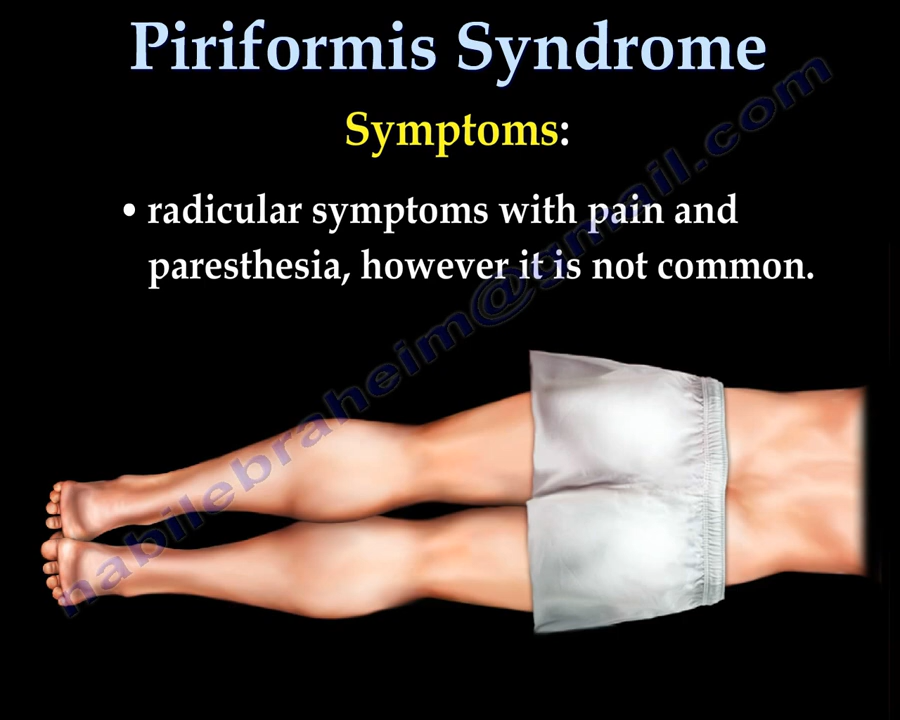 Piriformis Syndrome
Symptoms:
• radicular symptoms with pain and
paresthesia, however it is not common.
nabilebraheim@gmail.com